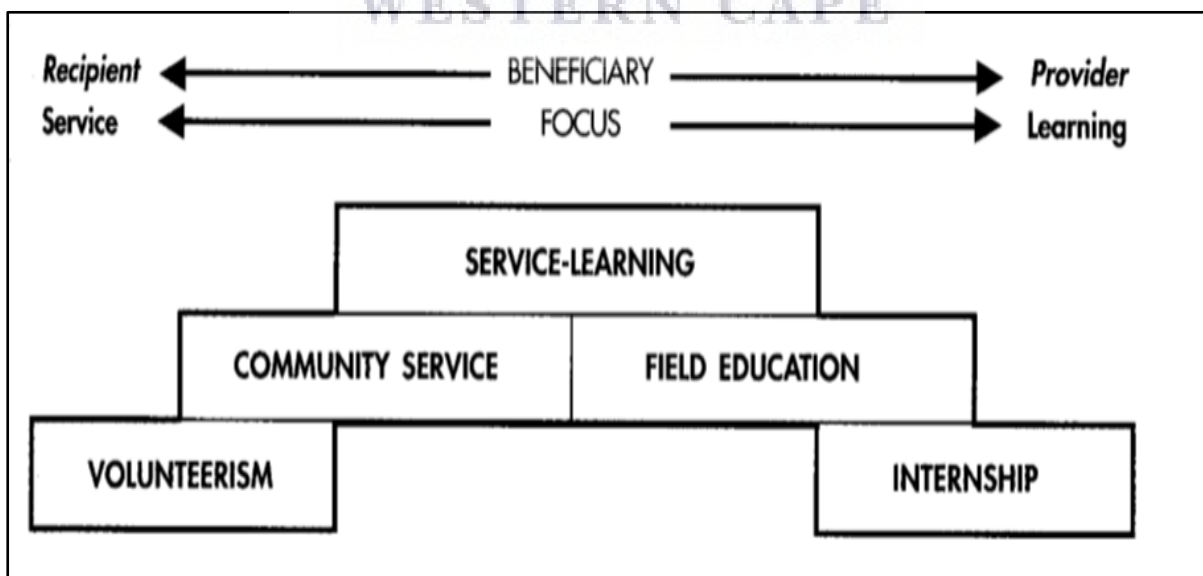 WESTERN CAPE
Recipient BENEFICIARY Provider
Service FOCUS Learning
SERVICE-LEARNING
COMMUNITY SERVICE FIELD EDUCATION
VOLUNTEERISM INTERNSHIP